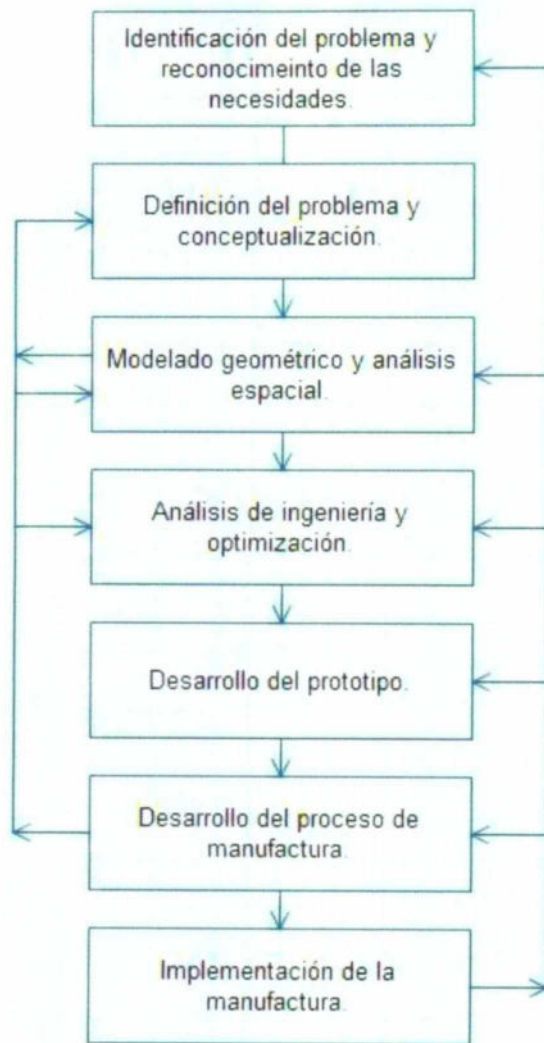 Identificación del problema y
reconocimeinto de las
necesidades.
Definición del problema y
conceptualización.
Modelado geométrico y análisis
espacial.
Análisis de ingeniería y
optimización.
Desarrollo del prototipo.
Desarrollo del proceso de
manufactura.
Implementación de la
manufactura.